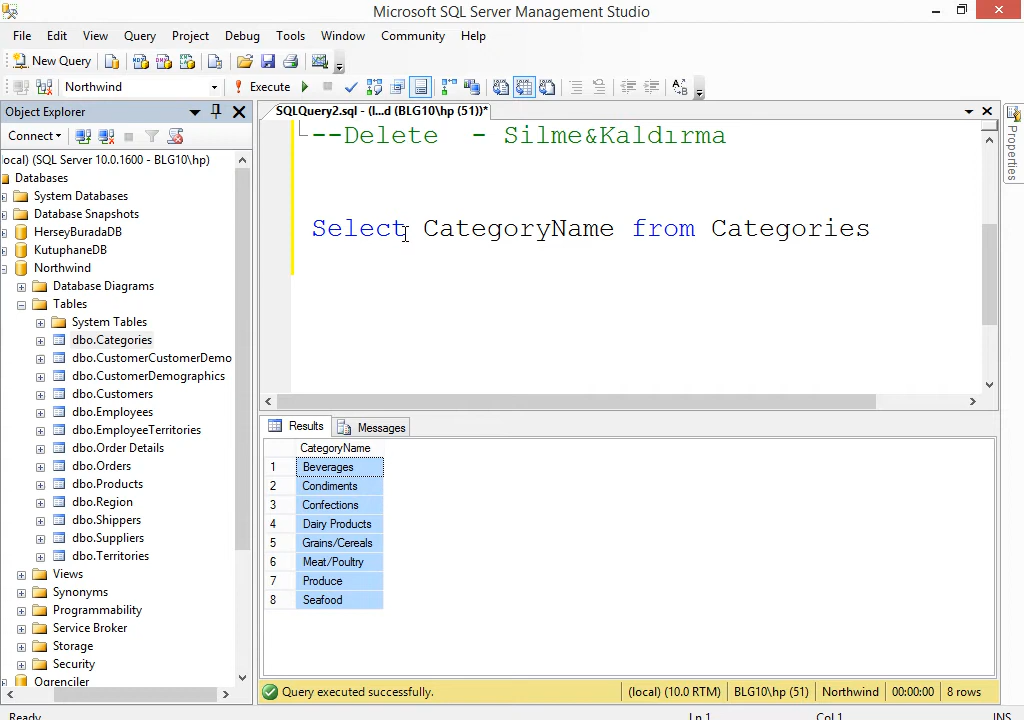 Microsoft SQL Server Management Studio
File Edit View Query Project Debug Tools Window Community Help
New Query
Northwind Execute
Object Explorer
SQLQuery2.sql - (l...d (BLG10\hp (51))*
Connect
ocal) (SQL Server 10.0.1600 - BLG10\hp)
Databases
System Databases
Database Snapshots
HerseyBuradaDB
KutuphaneDB
Northwind
Database Diagrams
Tables
System Tables
dbo.Categories
dbo.CustomerCustomerDemo
dbo.CustomerDemographics
dbo.Customers
dbo.Employees
dbo.EmployeeTerritories
dbo.Order Details
dbo.Orders
dbo.Products
dbo.Region
dbo.Shippers
dbo.Suppliers
dbo.Territories
Views
Synonyms
Programmability
Service Broker
Storage
Security
Ogrenciler
--Delete - Silme&Kaldırma
Select CategoryName from Categories
Properties
Results Messages
CategoryName
1 Beverages
2 Condiments
3 Confections
4 Dairy Products
5 Grains/Cereals
6 Meat/Poultry
7 Produce
8 Seafood
Query executed successfully. (local) (10.0 RTM) BLG10\hp (51) Northwind 00:00:00 8 rows
Ready Ln 1 Col 1 INS